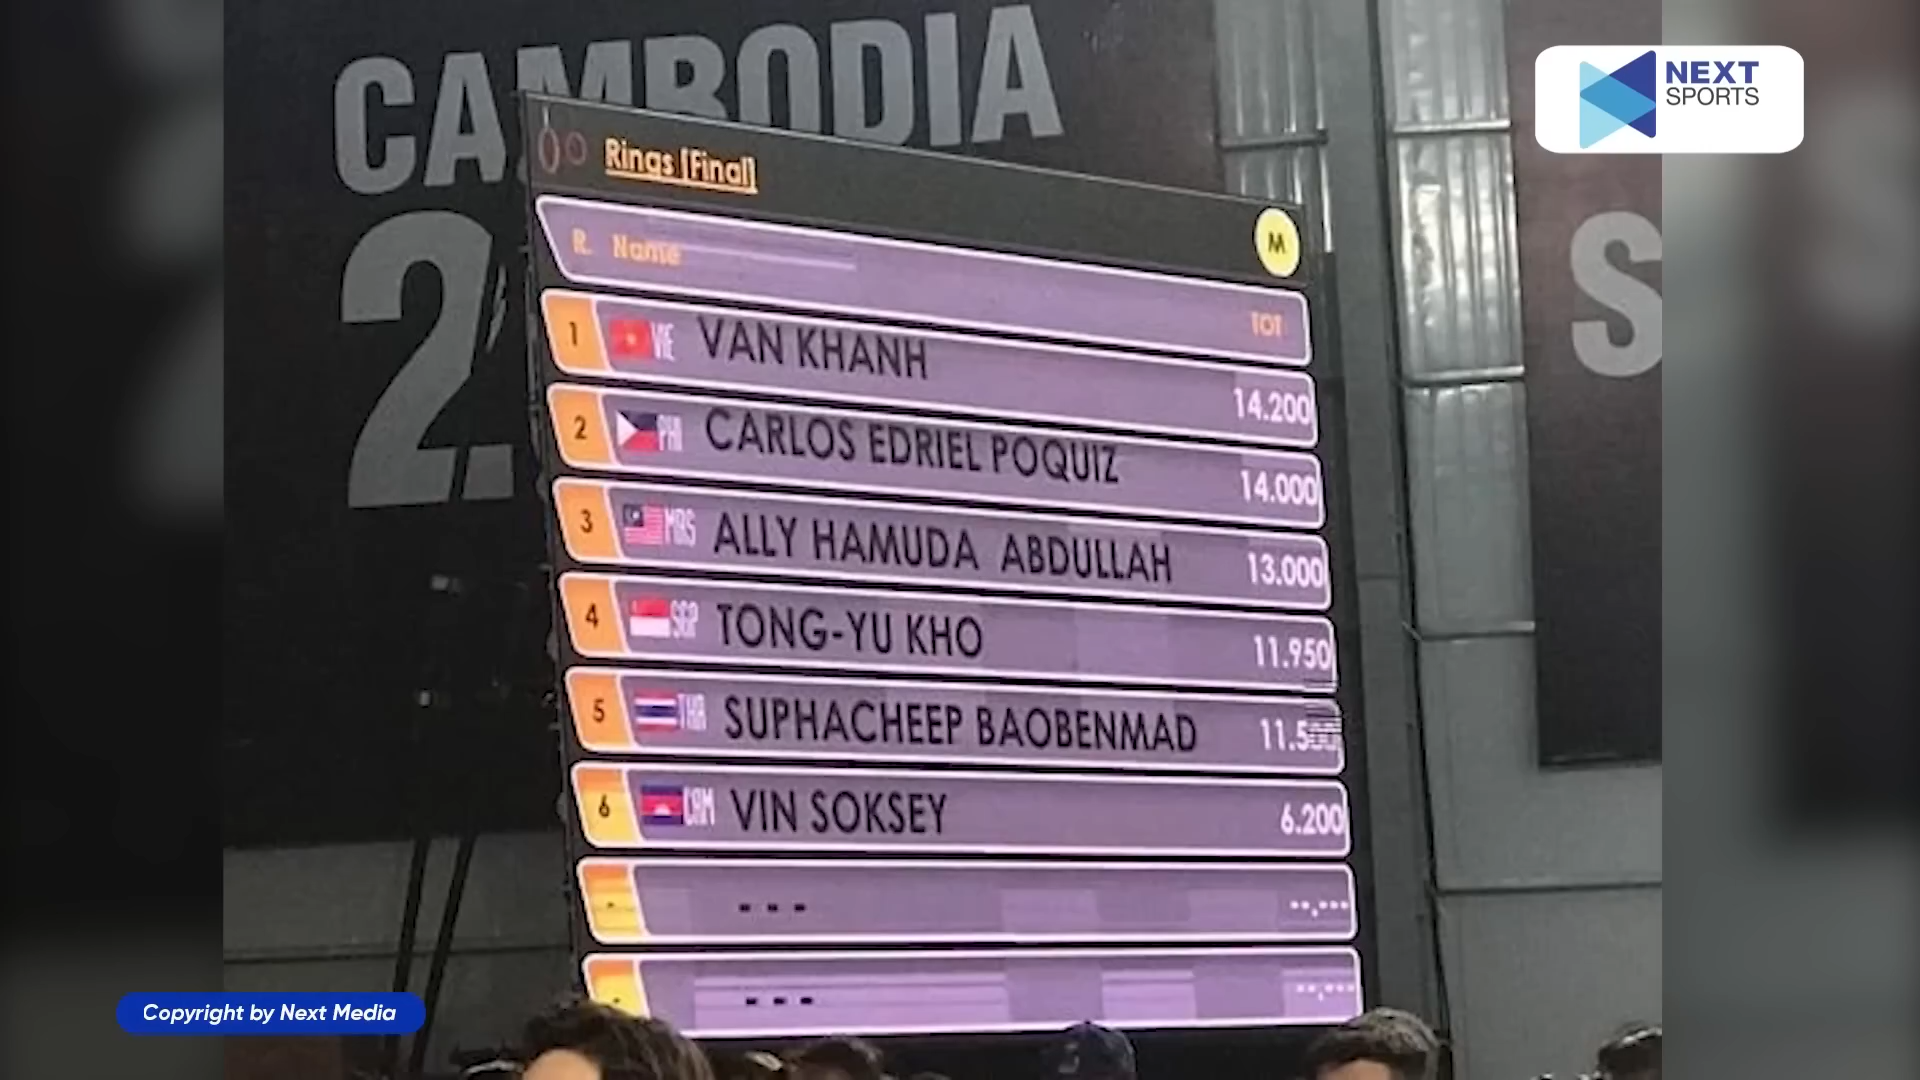 CAMBODIA
2
S
NEXT
SPORTS
Rings [Final]
M
R. Name TOT
1 VIE VAN KHANH 14.200
2 PHI CARLOS EDRIEL POQUIZ 14.000
3 MAS ALLY HAMUDA ABDULLAH 13.000
4 SGP TONG-YU KHO 11.950
5 THA SUPHACHEEP BAOBENMAD 11.500
6 CAM VIN SOKSEY 6.200
- --- --.---
- --- --.---
Copyright by Next Media